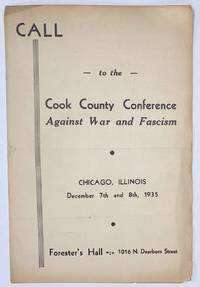 CALL
— to the —
Cook County Conference
Against War and Fascism
•
CHICAGO, ILLINOIS
December 7th and 8th, 1935
•
Forester's Hall -:- 1016 N. Dearborn Street